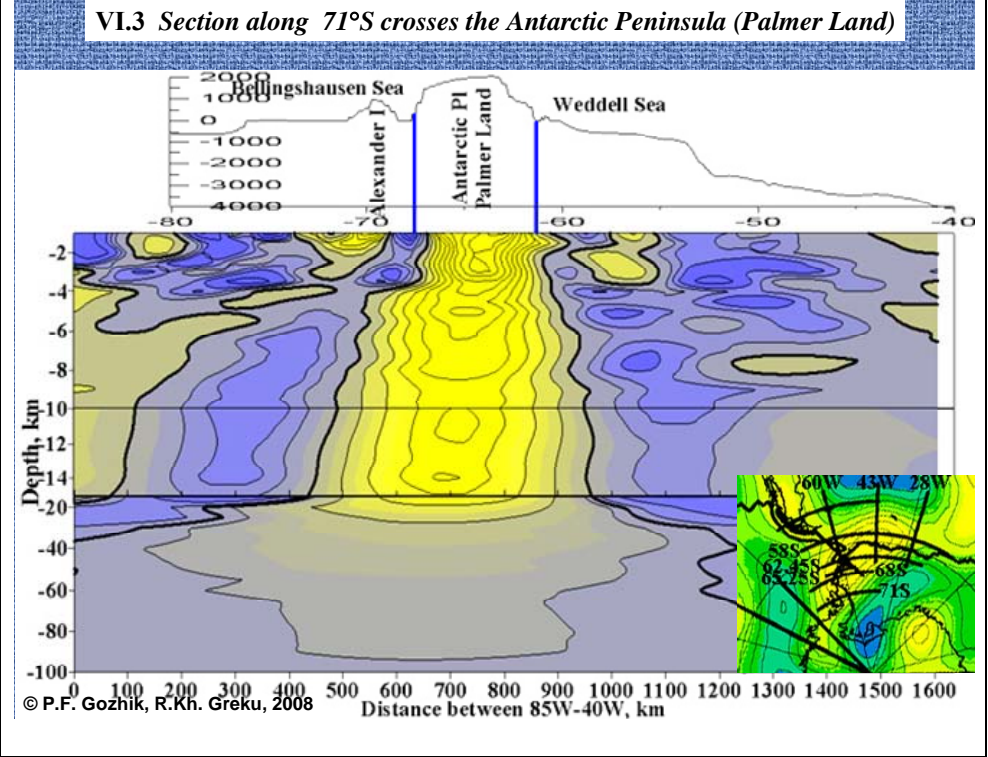 VI.3 Section along 71°S crosses the Antarctic Peninsula (Palmer Land)
2000
Bellingshausen Sea
1000
Weddell Sea
0
-1000
-2000
-3000
4000
Alexander I
Antarctic Pl
Palmer Land
-80 -70 -60 -50 -40
-2
-4
-6
-8
-10
-12
-14
-20
-40
-60
-80
-100
Depth, km
60W 43W 28W
58S
62.45S
65.25S
68S
71S
0 100 200 300 400 500 600 700 800 900 1000 1100 1200 1300 1400 1500 1600
© P.F. Gozhik, R.Kh. Greku, 2008
Distance between 85W-40W, km